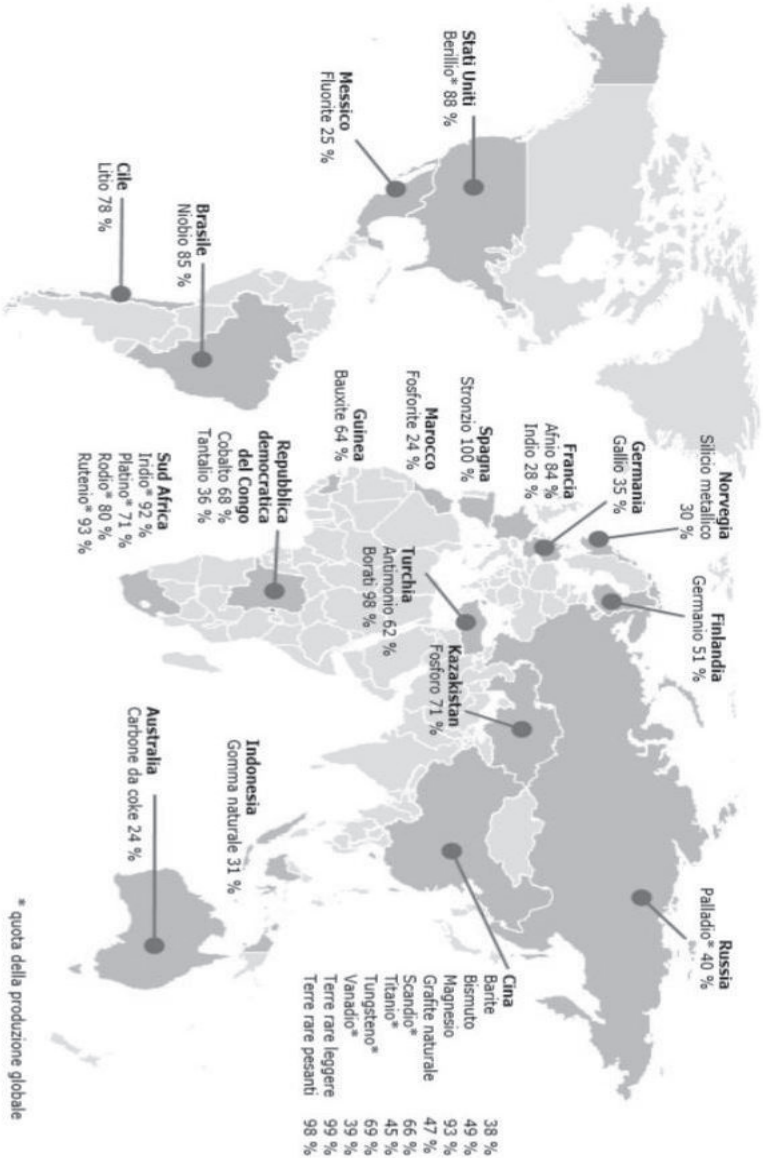 Stati Uniti
Berillio* 88 %
Messico
Fluorite 25 %
Cile
Litio 78 %
Brasile
Niobio 85 %
Norvegia
Silicio metallico
30 %
Germania
Gallio 35 %
Francia
Afnio 84 %
Indio 28 %
Spagna
Stronzio 100 %
Marocco
Fosforite 24 %
Guinea
Bauxite 64 %
Repubblica
democratica
del Congo
Cobalto 68 %
Tantalio 36 %
Sud Africa
Iridio* 92 %
Platino* 71 %
Rodio* 80 %
Rutenio* 93 %
Finlandia
Germanio 51 %
Turchia
Antimonio 62 %
Borati 98 %
Kazakistan
Fosforo 71 %
Indonesia
Gomma naturale 31 %
Australia
Carbone da coke 24 %
Russia
Palladio* 40 %
Cina
Barite 38 %
Bismuto 49 %
Magnesio 93 %
Grafite naturale 47 %
Scandio* 66 %
Titanio* 45 %
Tungsteno* 69 %
Vanadio* 39 %
Terre rare leggere 99 %
Terre rare pesanti 98 %
* quota della produzione globale